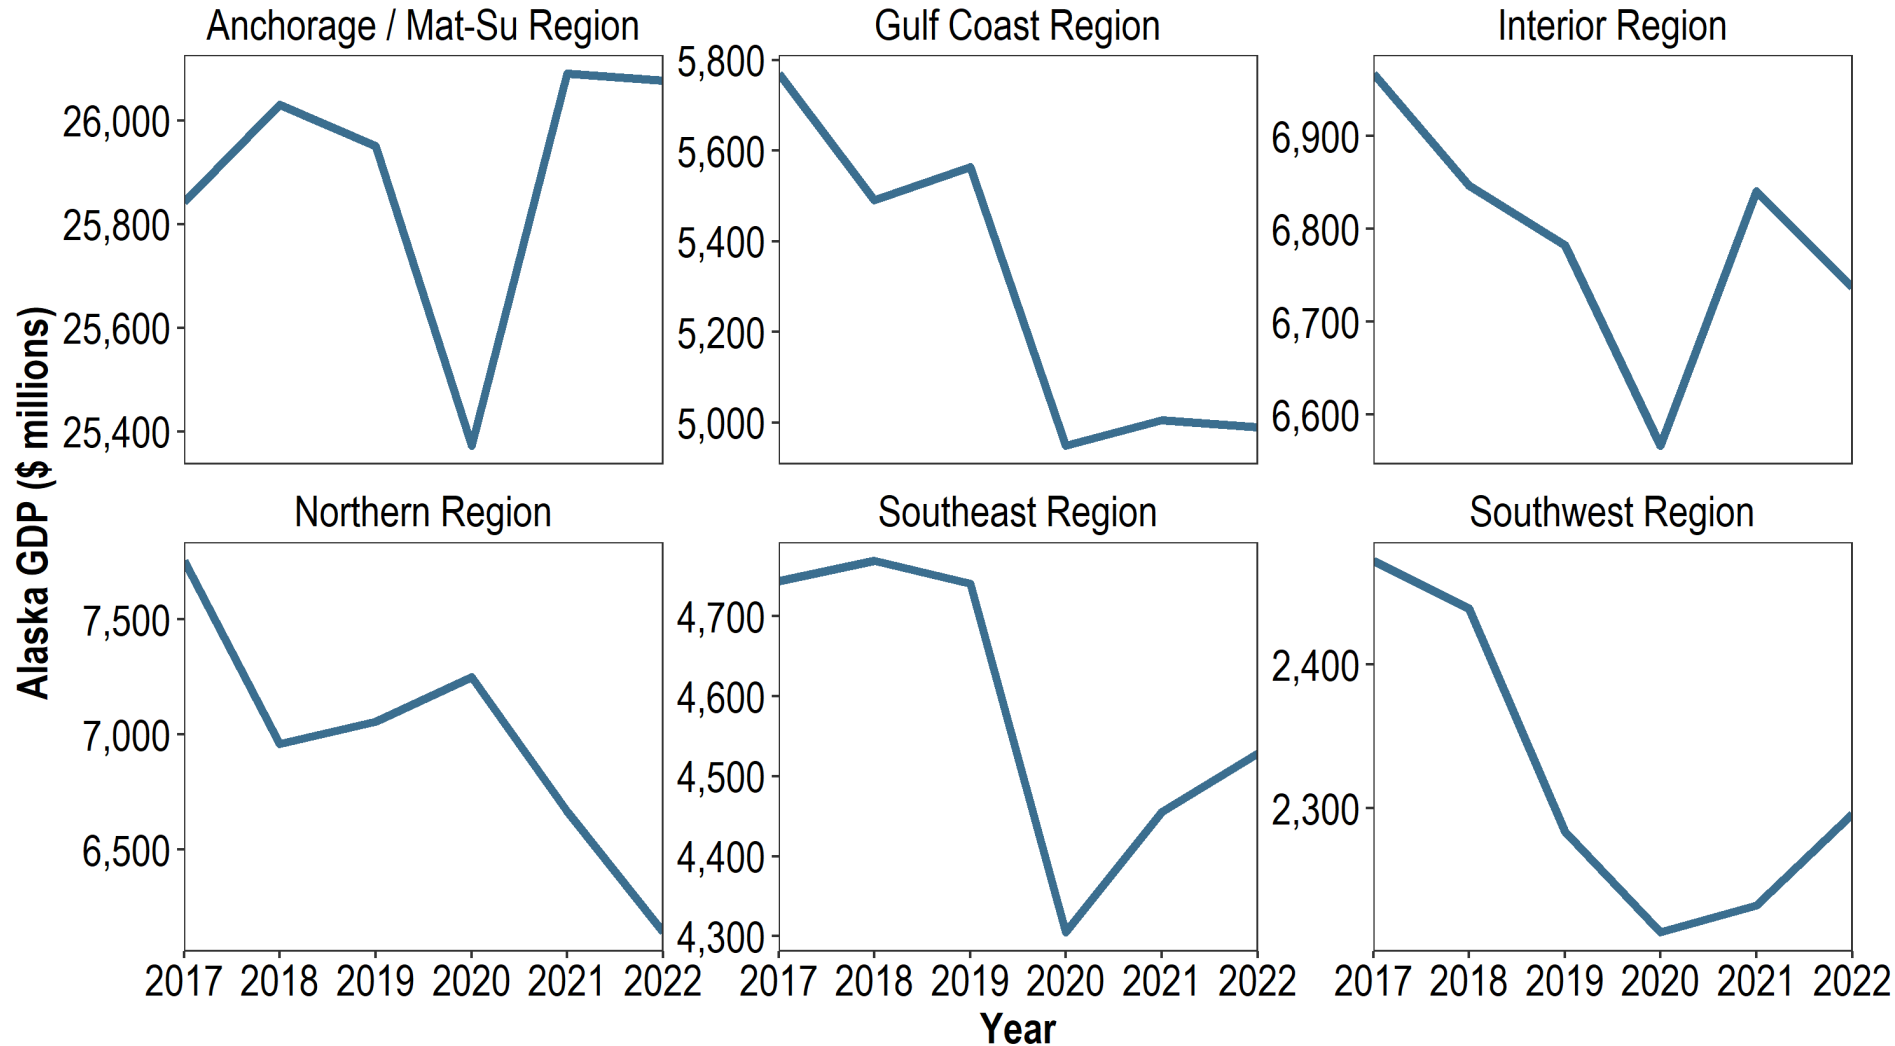 Anchorage / Mat-Su Region
Gulf Coast Region
Interior Region
26,000
25,800
25,600
25,400
5,800
5,600
5,400
5,200
5,000
6,900
6,800
6,700
6,600
Alaska GDP ($ millions)
Northern Region
Southeast Region
Southwest Region
7,500
7,000
6,500
4,700
4,600
4,500
4,400
4,300
2,400
2,300
2017 2018 2019 2020 2021 2022
2017 2018 2019 2020 2021 2022
2017 2018 2019 2020 2021 2022
Year